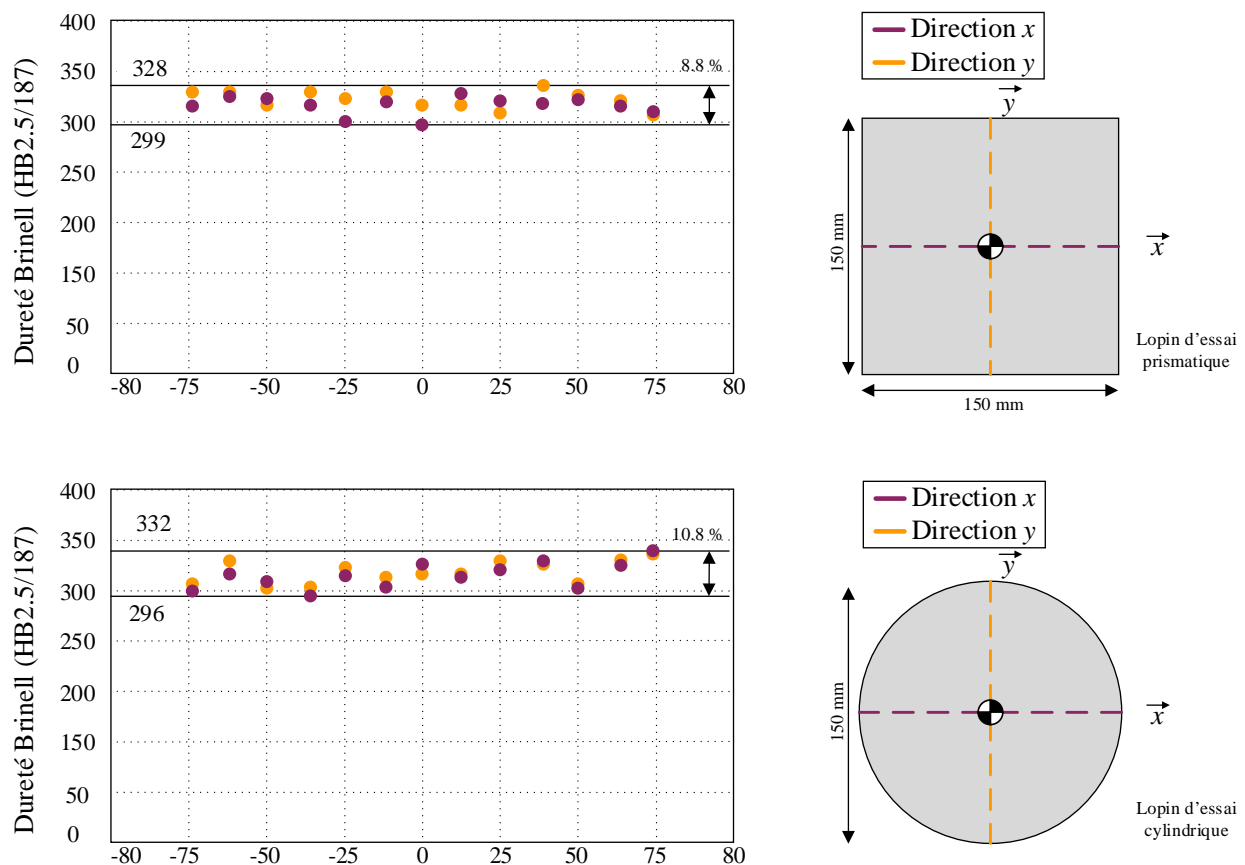 Dureté Brinell (HB2.5/187)
400
350
300
250
200
150
100
50
0
328
299
8.8 %
-80
-75
-50
-25
0
25
50
75
80
Direction x
Direction y
y
x
150 mm
150 mm
Lopin d'essai
prismatique
Dureté Brinell (HB2.5/187)
400
350
300
250
200
150
100
50
0
332
296
10.8 %
-80
-75
-50
-25
0
25
50
75
80
Direction x
Direction y
y
x
150 mm
Lopin d'essai
cylindrique